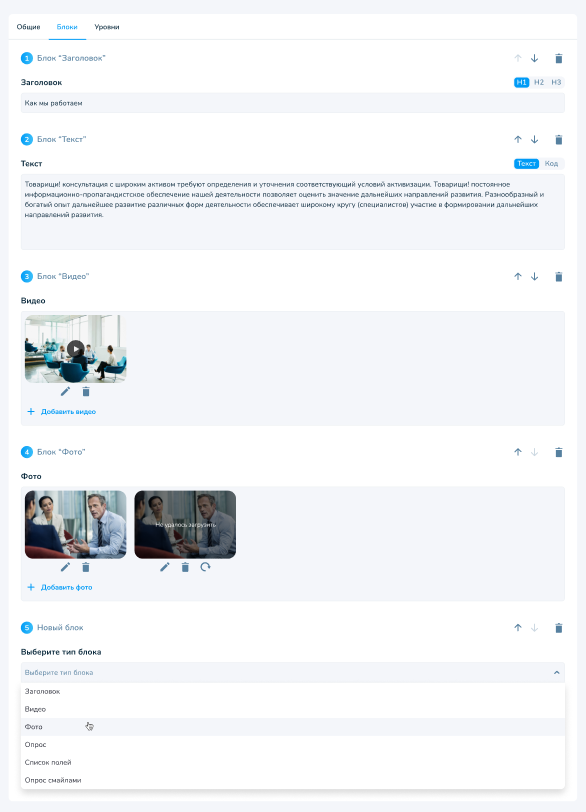 Общие Блоки Уровни
1 Блок “Заголовок”
Заголовок H1 H2 H3
Как мы работаем
2 Блок “Текст”
Текст Текст Код
Товарищи! консультация с широким активом требуют определения и уточнения соответствующий условий активизации. Товарищи! постоянное
информационно-пропагандистское обеспечение нашей деятельности позволяет оценить значение дальнейших направлений развития. Разнообразный и
богатый опыт дальнейшее развитие различных форм деятельности обеспечивает широкому кругу (специалистов) участие в формировании дальнейших
направлений развития.
3 Блок “Видео”
Видео
Добавить видео
4 Блок “Фото”
Фото
Не удалось загрузить
Добавить фото
5 Новый блок
Выберите тип блока
Выберите тип блока
Заголовок
Видео
Фото
Опрос
Список полей
Опрос смайлами